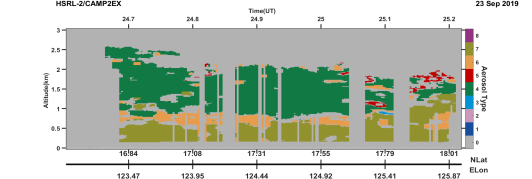 HSRL-2/CAMP2EX 23 Sep 2019
Time(UT)
24.7 24.8 24.9 25 25.1 25.2
3
2.5
2
1.5
1
0.5
0
Altitude(km)
8
7
6
5
4
3
2
1
0
Aerosol Type
16.84 17.08 17.31 17.55 17.79 18.01
NLat
ELon
123.47 123.95 124.44 124.92 125.41 125.87